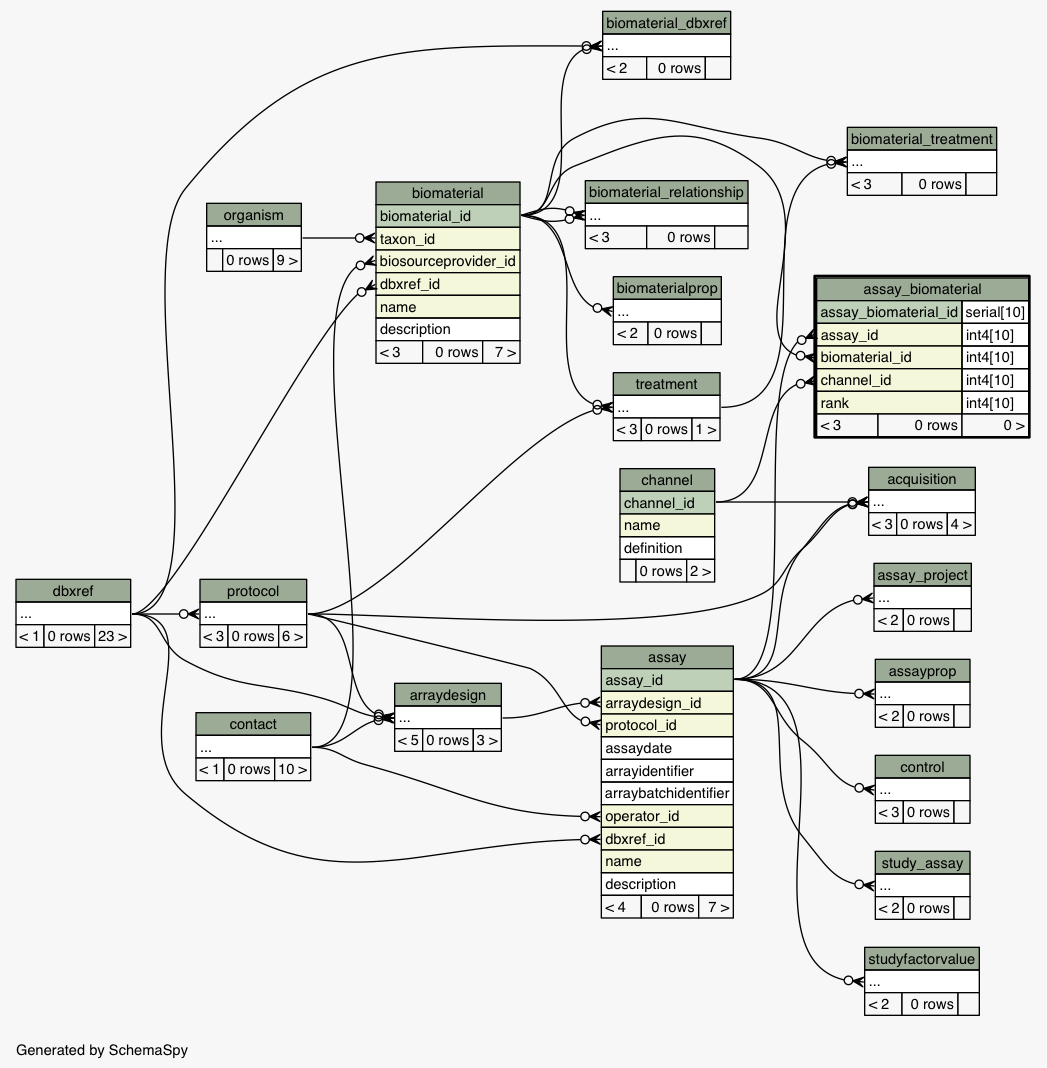 biomaterial_dbxref
...
< 2 0 rows
biomaterial_treatment
...
< 3 0 rows
biomaterial
biomaterial_id
taxon_id
biosourceprovider_id
dbxref_id
name
description
< 3 0 rows 7 >
biomaterial_relationship
...
< 3 0 rows
organism
...
0 rows 9 >
biomaterialprop
...
< 2 0 rows
assay_biomaterial
assay_biomaterial_id serial[10]
assay_id int4[10]
biomaterial_id int4[10]
channel_id int4[10]
rank int4[10]
< 3 0 rows 0 >
treatment
...
< 3 0 rows 1 >
channel
channel_id
name
definition
0 rows 2 >
acquisition
...
< 3 0 rows 4 >
assay_project
...
< 2 0 rows
dbxref
...
< 1 0 rows 23 >
protocol
...
< 3 0 rows 6 >
assay
assay_id
arraydesign_id
protocol_id
assaydate
arrayidentifier
arraybatchidentifier
operator_id
dbxref_id
name
description
< 4 0 rows 7 >
assayprop
...
< 2 0 rows
arraydesign
...
< 5 0 rows 3 >
contact
...
< 1 0 rows 10 >
control
...
< 3 0 rows
study_assay
...
< 2 0 rows
studyfactorvalue
...
< 2 0 rows
Generated by SchemaSpy